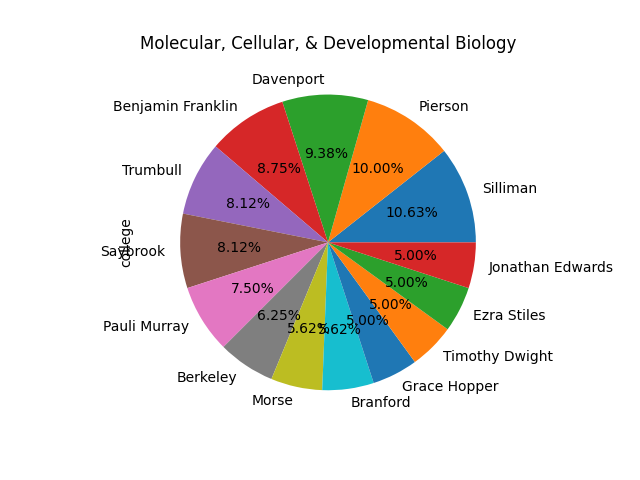 Molecular, Cellular, & Developmental Biology
Davenport
Benjamin Franklin
Pierson
Trumbull
Silliman
Saybrook
college
Jonathan Edwards
Pauli Murray
Ezra Stiles
Berkeley
Timothy Dwight
Morse
Grace Hopper
Branford
9.38%
8.75%
10.00%
8.12%
10.63%
8.12%
5.00%
7.50%
5.00%
6.25%
5.00%
5.62%
5.62%
5.00%